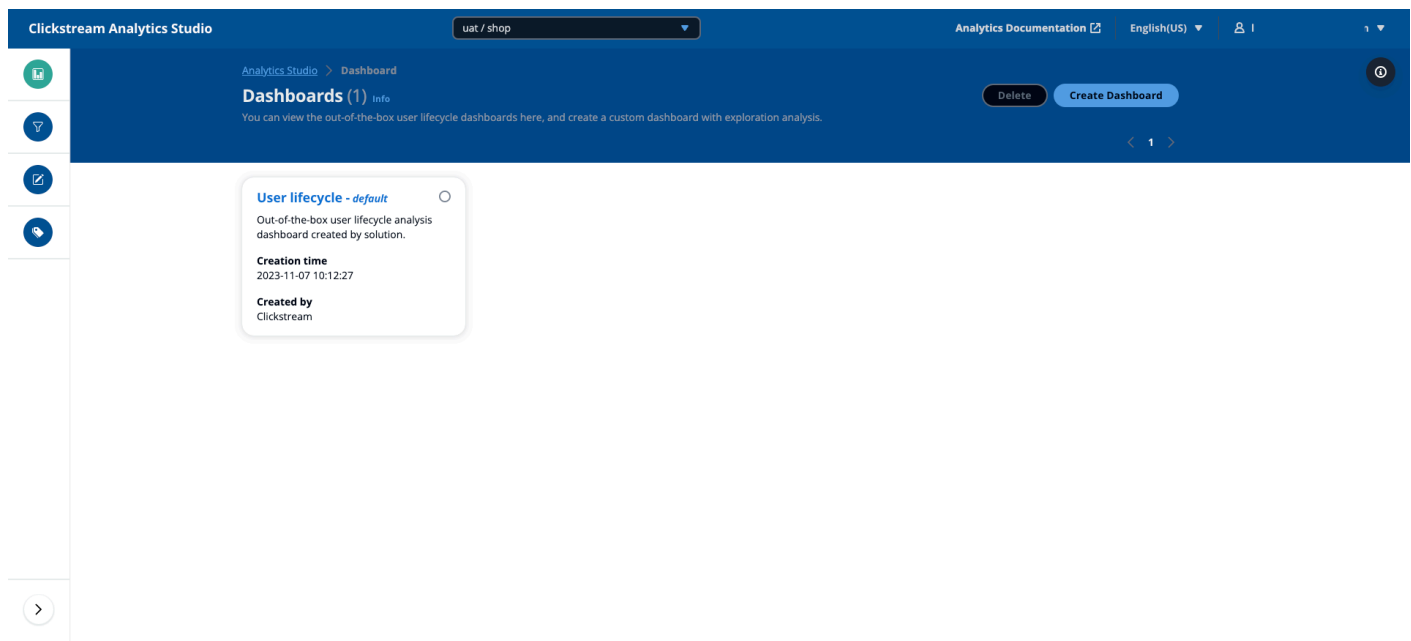 Clickstream Analytics Studio
uat / shop
Analytics Documentation
English(US)
Analytics Studio > Dashboard
Dashboards (1) Info
You can view the out-of-the-box user lifecycle dashboards here, and create a custom dashboard with exploration analysis.
Delete
Create Dashboard
< 1 >
User lifecycle - default
Out-of-the-box user lifecycle analysis
dashboard created by solution.
Creation time
2023-11-07 10:12:27
Created by
Clickstream